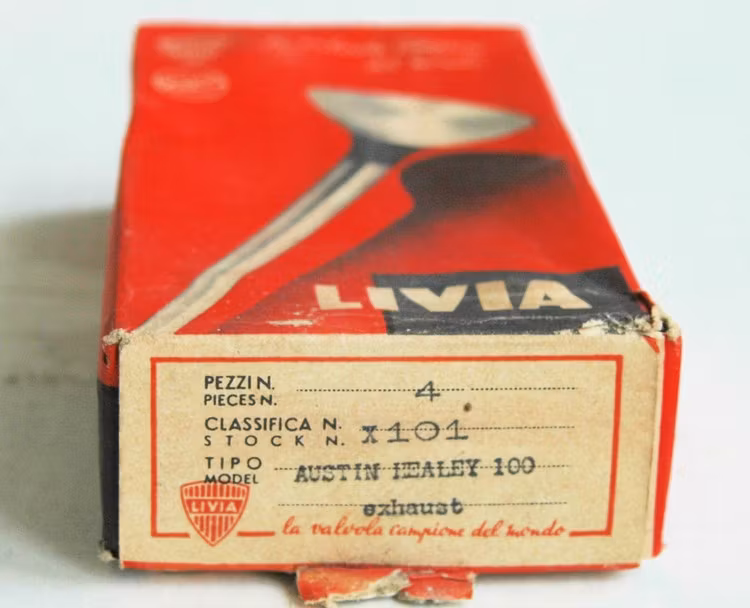 LIVIA
PEZZI N. 4
PIECES N.
CLASSIFICA N. X101
STOCK N.
TIPO AUSTIN HEALEY 100
MODEL
exhaust
LIVIA
la valvola campione del mondo